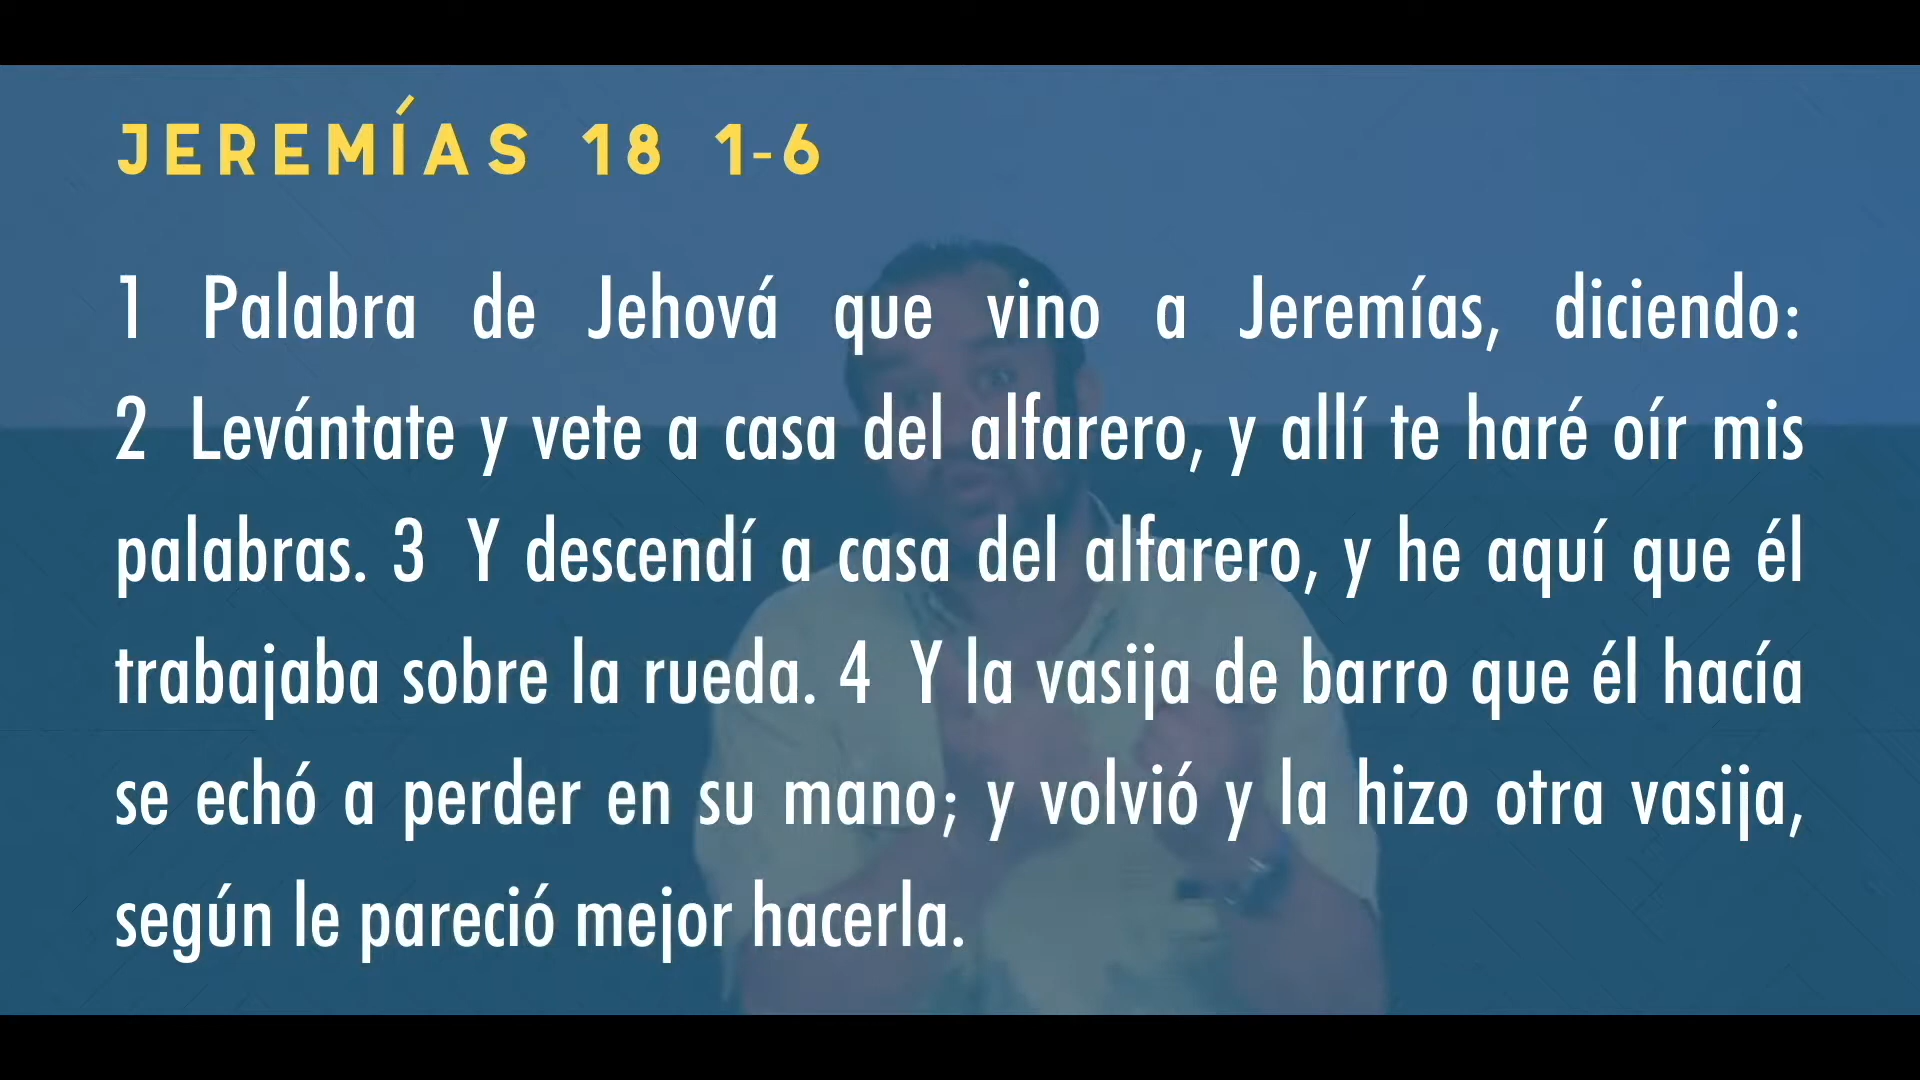 JEREMÍAS 18 1-6
1 Palabra de Jehová que vino a Jeremías, diciendo:
2 Levántate y vete a casa del alfarero, y allí te haré oír mis
palabras. 3 Y descendí a casa del alfarero, y he aquí que él
trabajaba sobre la rueda. 4 Y la vasija de barro que él hacía
se echó a perder en su mano; y volvió y la hizo otra vasija,
según le pareció mejor hacerla.